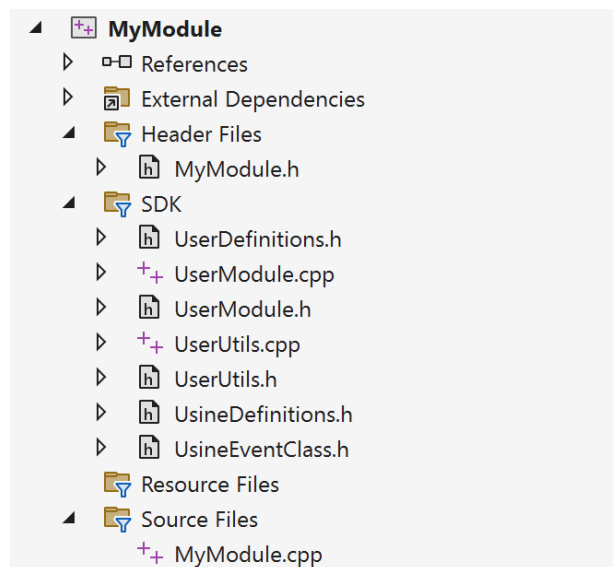 MyModule
References
External Dependencies
Header Files
MyModule.h
SDK
UserDefinitions.h
UserModule.cpp
UserModule.h
UserUtils.cpp
UserUtils.h
UsineDefinitions.h
UsineEventClass.h
Resource Files
Source Files
MyModule.cpp